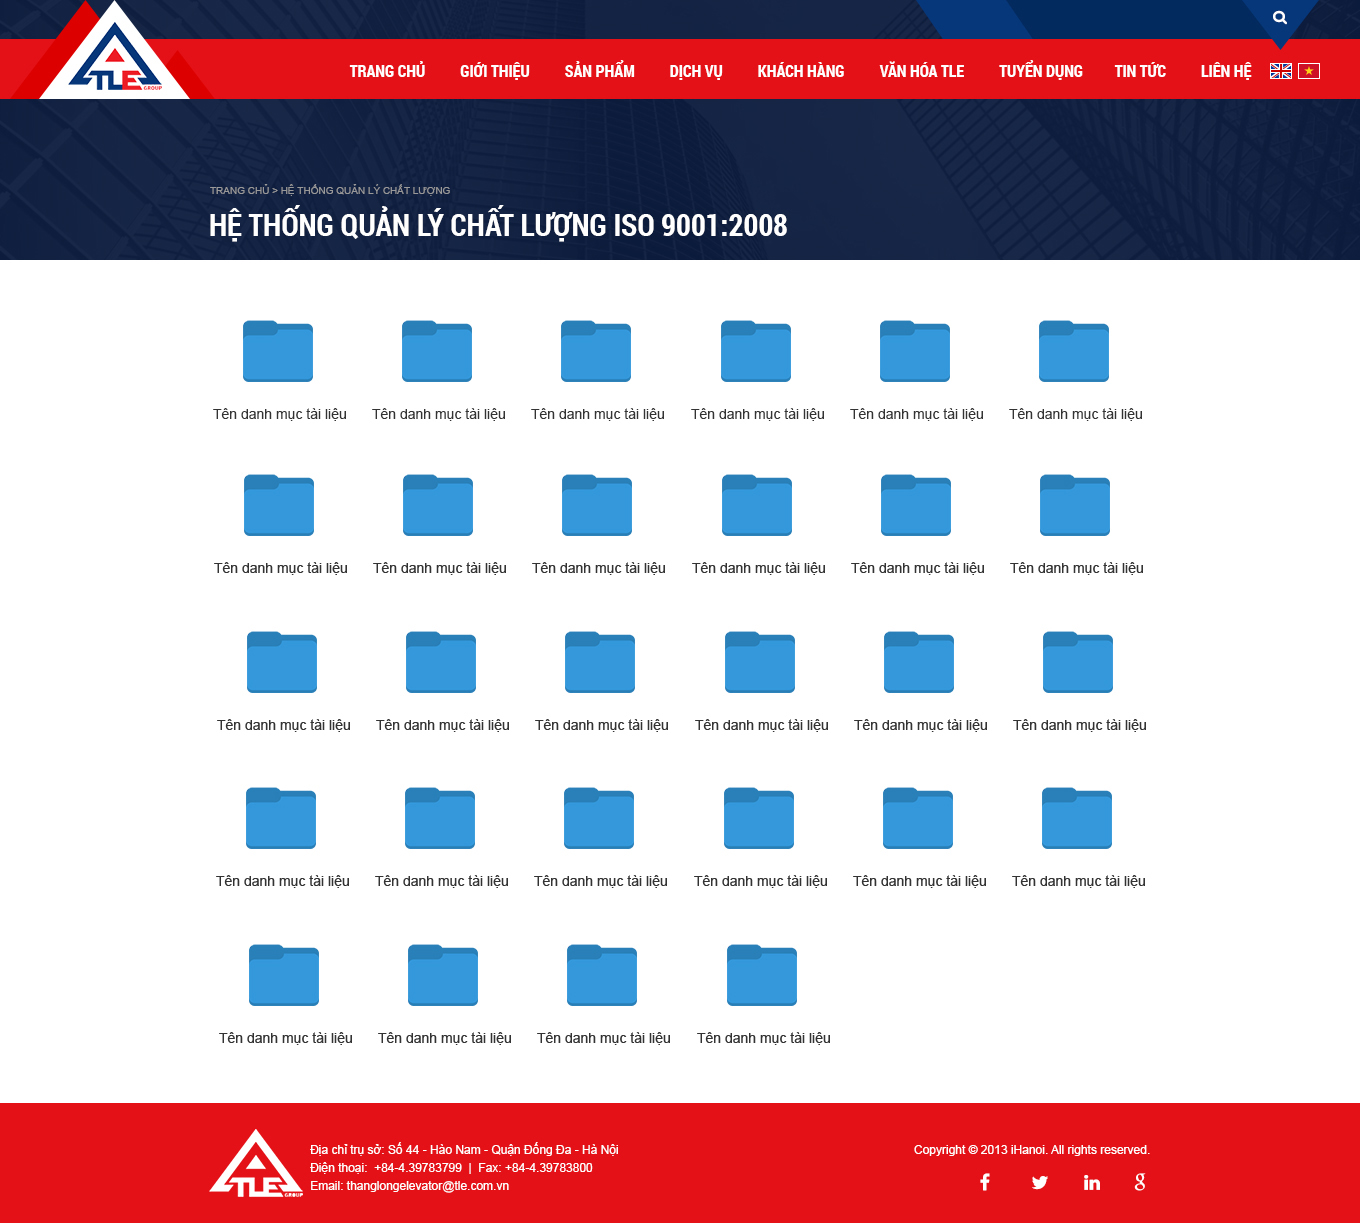 TLE GROUP
TRANG CHỦ GIỚI THIỆU SẢN PHẨM DỊCH VỤ KHÁCH HÀNG VĂN HÓA TLE TUYỂN DỤNG TIN TỨC LIÊN HỆ
TRANG CHỦ > HỆ THỐNG QUẢN LÝ CHẤT LƯỢNG
HỆ THỐNG QUẢN LÝ CHẤT LƯỢNG ISO 9001:2008
Tên danh mục tài liệu Tên danh mục tài liệu Tên danh mục tài liệu Tên danh mục tài liệu Tên danh mục tài liệu Tên danh mục tài liệu
Tên danh mục tài liệu Tên danh mục tài liệu Tên danh mục tài liệu Tên danh mục tài liệu Tên danh mục tài liệu Tên danh mục tài liệu
Tên danh mục tài liệu Tên danh mục tài liệu Tên danh mục tài liệu Tên danh mục tài liệu Tên danh mục tài liệu Tên danh mục tài liệu
Tên danh mục tài liệu Tên danh mục tài liệu Tên danh mục tài liệu Tên danh mục tài liệu Tên danh mục tài liệu Tên danh mục tài liệu
Tên danh mục tài liệu Tên danh mục tài liệu Tên danh mục tài liệu Tên danh mục tài liệu
TLE GROUP
Địa chỉ trụ sở: Số 44 - Hào Nam - Quận Đống Đa - Hà Nội
Điện thoại: +84-4.39783799 | Fax: +84-4.39783800
Email: thanglongelevator@tle.com.vn
Copyright © 2013 iHanoi. All rights reserved.